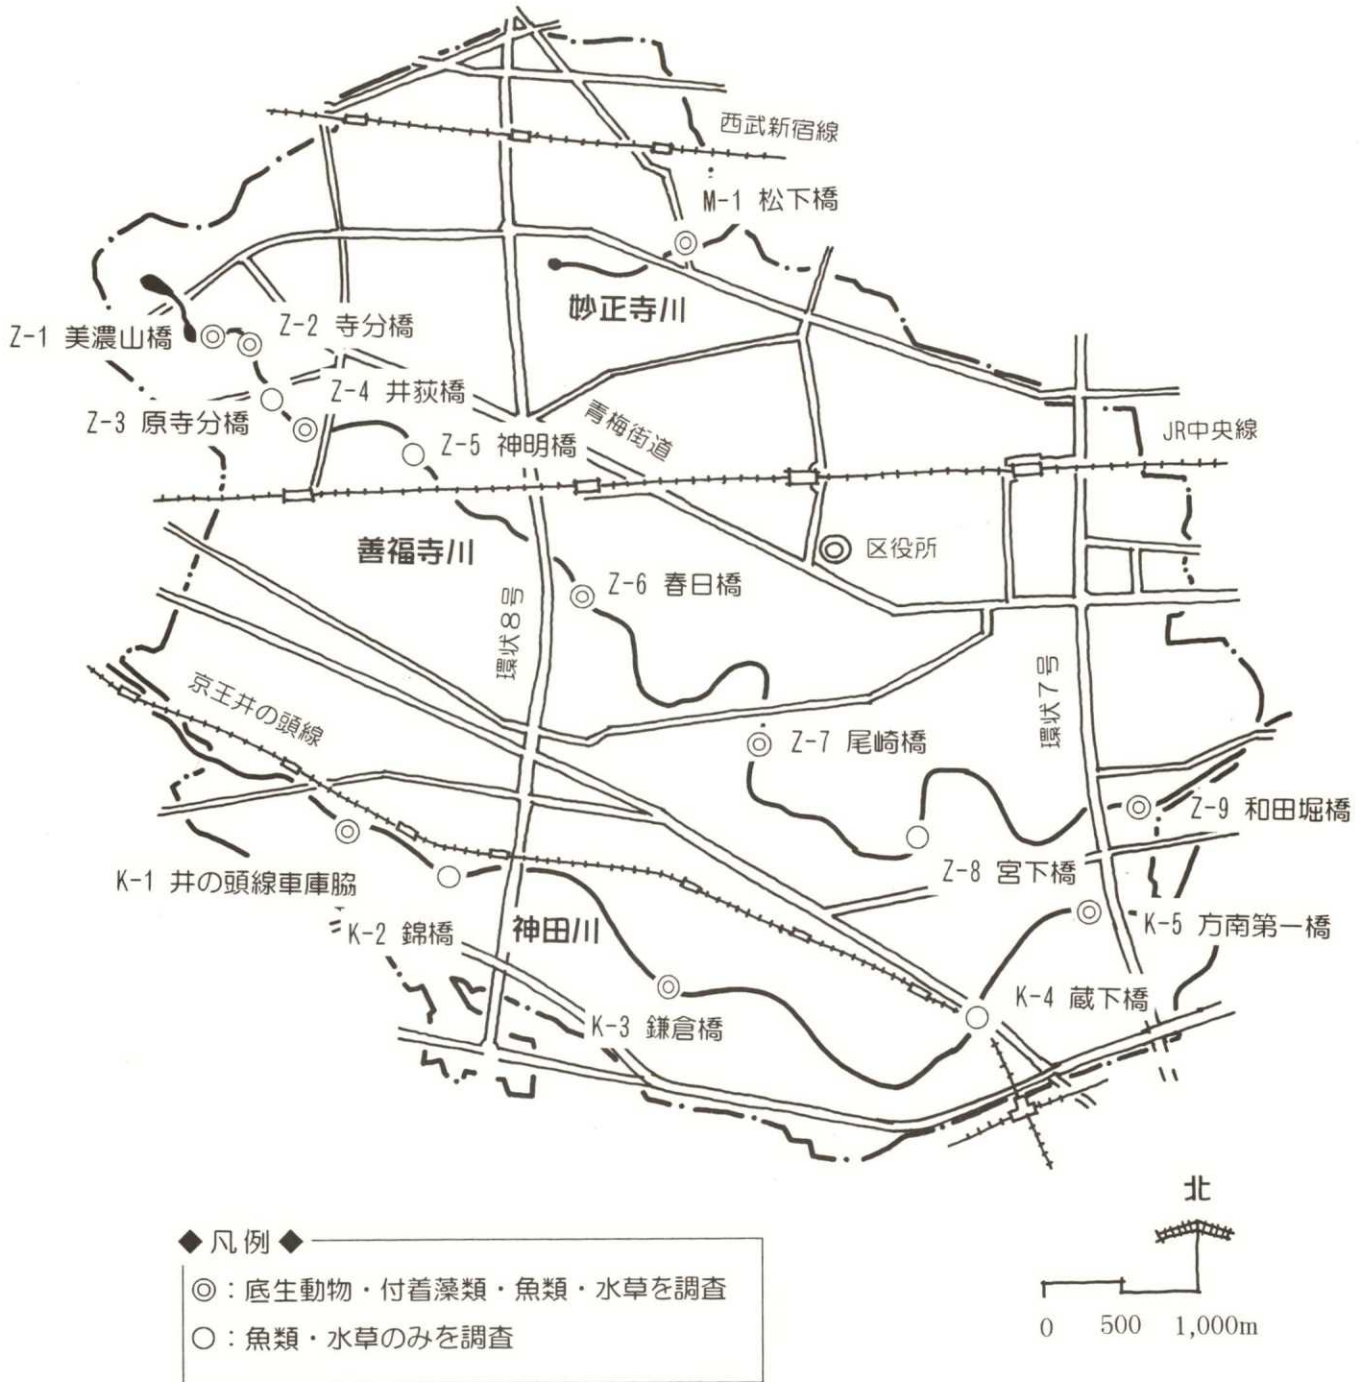 西武新宿線
M-1 松下橋
妙正寺川
Z-1 美濃山橋
Z-2 寺分橋
Z-3 原寺分橋
Z-4 井荻橋
Z-5 神明橋
青梅街道
JR中央線
善福寺川
区役所
Z-6 春日橋
環状8号
環状7号
京王井の頭線
Z-7 尾崎橋
Z-9 和田堀橋
Z-8 宮下橋
K-1 井の頭線車庫脇
K-2 錦橋
神田川
K-5 方南第一橋
K-4 蔵下橋
K-3 鎌倉橋
北
0 500 1,000m
◆ 凡例 ◆
◎：底生動物・付着藻類・魚類・水草を調査
○：魚類・水草のみを調査